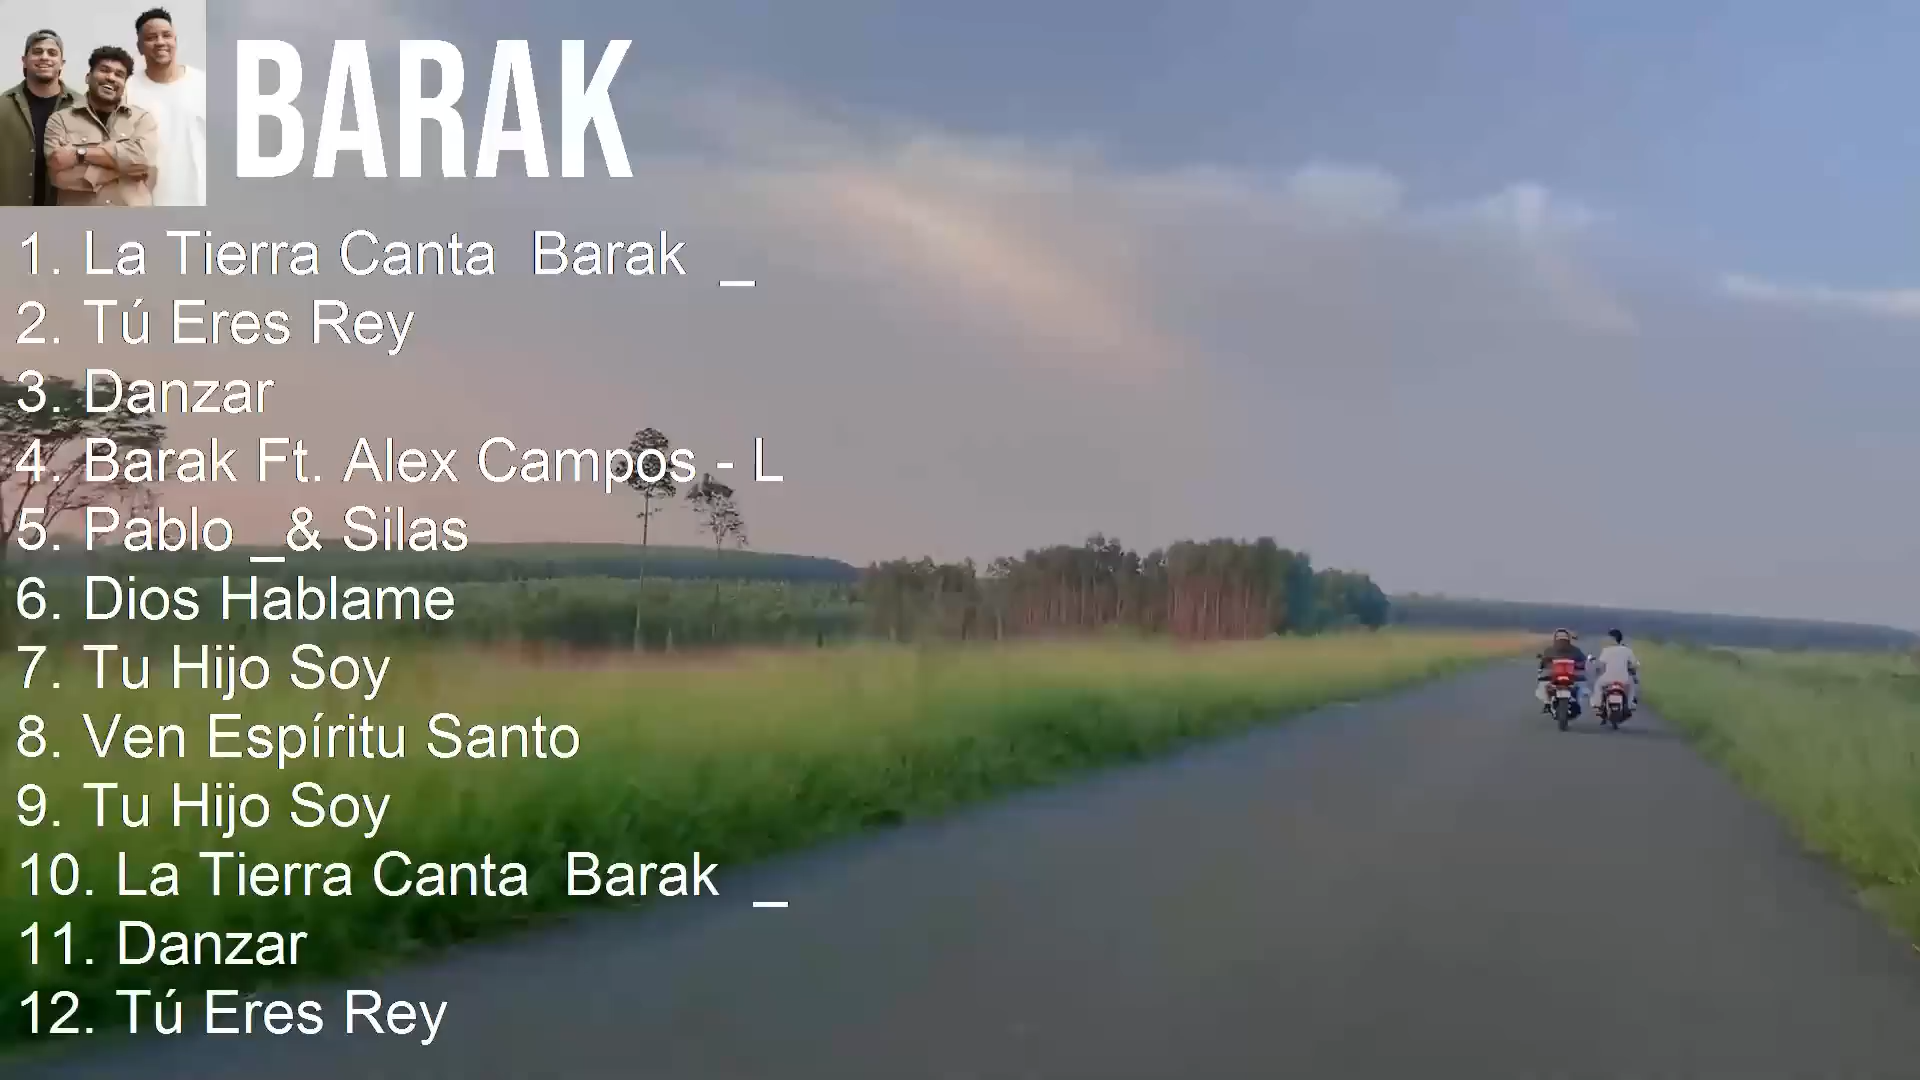 BARAK
1. La Tierra Canta  Barak  _
2. Tú Eres Rey
3. Danzar
4. Barak Ft. Alex Campos - L
5. Pablo _& Silas
6. Dios Hablame
7. Tu Hijo Soy
8. Ven Espíritu Santo
9. Tu Hijo Soy
10. La Tierra Canta  Barak  _
11. Danzar
12. Tú Eres Rey